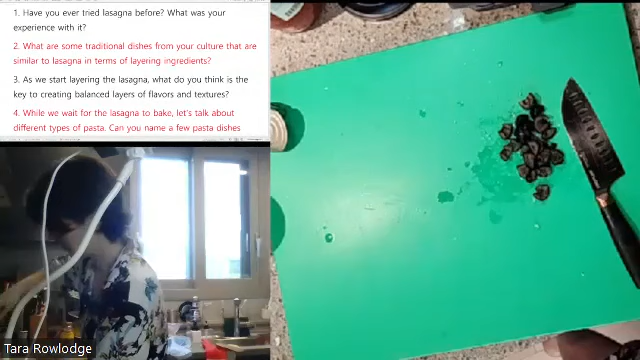 1. Have you ever tried lasagna before? What was your
experience with it?
2. What are some traditional dishes from your culture that are
similar to lasagna in terms of layering ingredients?
3. As we start layering the lasagna, what do you think is the
key to creating balanced layers of flavors and textures?
4. While we wait for the lasagna to bake, let's talk about
different types of pasta. Can you name a few pasta dishes
Tara Rowlodge